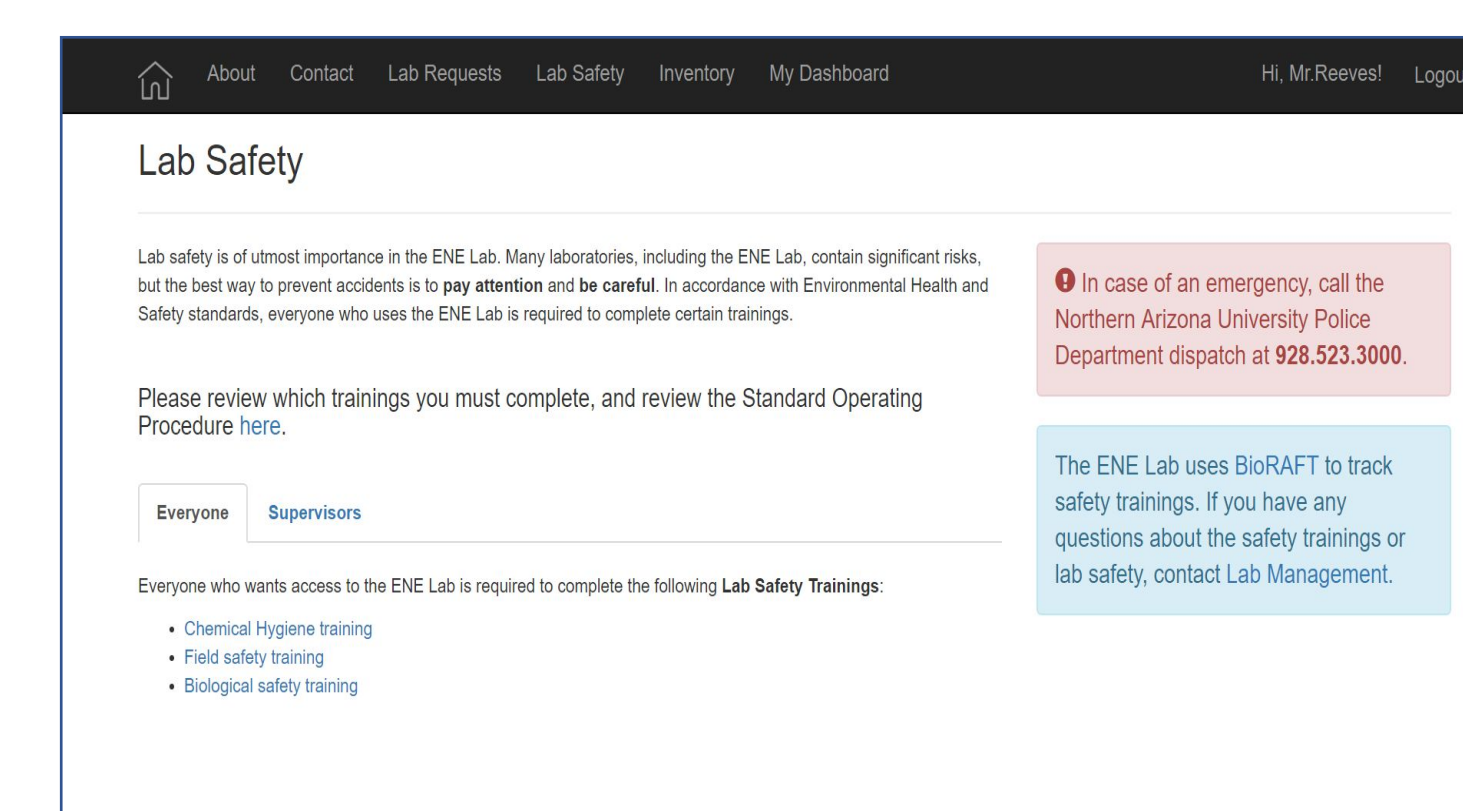 About Contact Lab Requests Lab Safety Inventory My Dashboard Hi, Mr.Reeves! Logou
Lab Safety
Lab safety is of utmost importance in the ENE Lab. Many laboratories, including the ENE Lab, contain significant risks,
but the best way to prevent accidents is to pay attention and be careful. In accordance with Environmental Health and
Safety standards, everyone who uses the ENE Lab is required to complete certain trainings.
Please review which trainings you must complete, and review the Standard Operating
Procedure here.
Everyone Supervisors
Everyone who wants access to the ENE Lab is required to complete the following Lab Safety Trainings:
• Chemical Hygiene training
• Field safety training
• Biological safety training
In case of an emergency, call the
Northern Arizona University Police
Department dispatch at 928.523.3000.
The ENE Lab uses BioRAFT to track
safety trainings. If you have any
questions about the safety trainings or
lab safety, contact Lab Management.